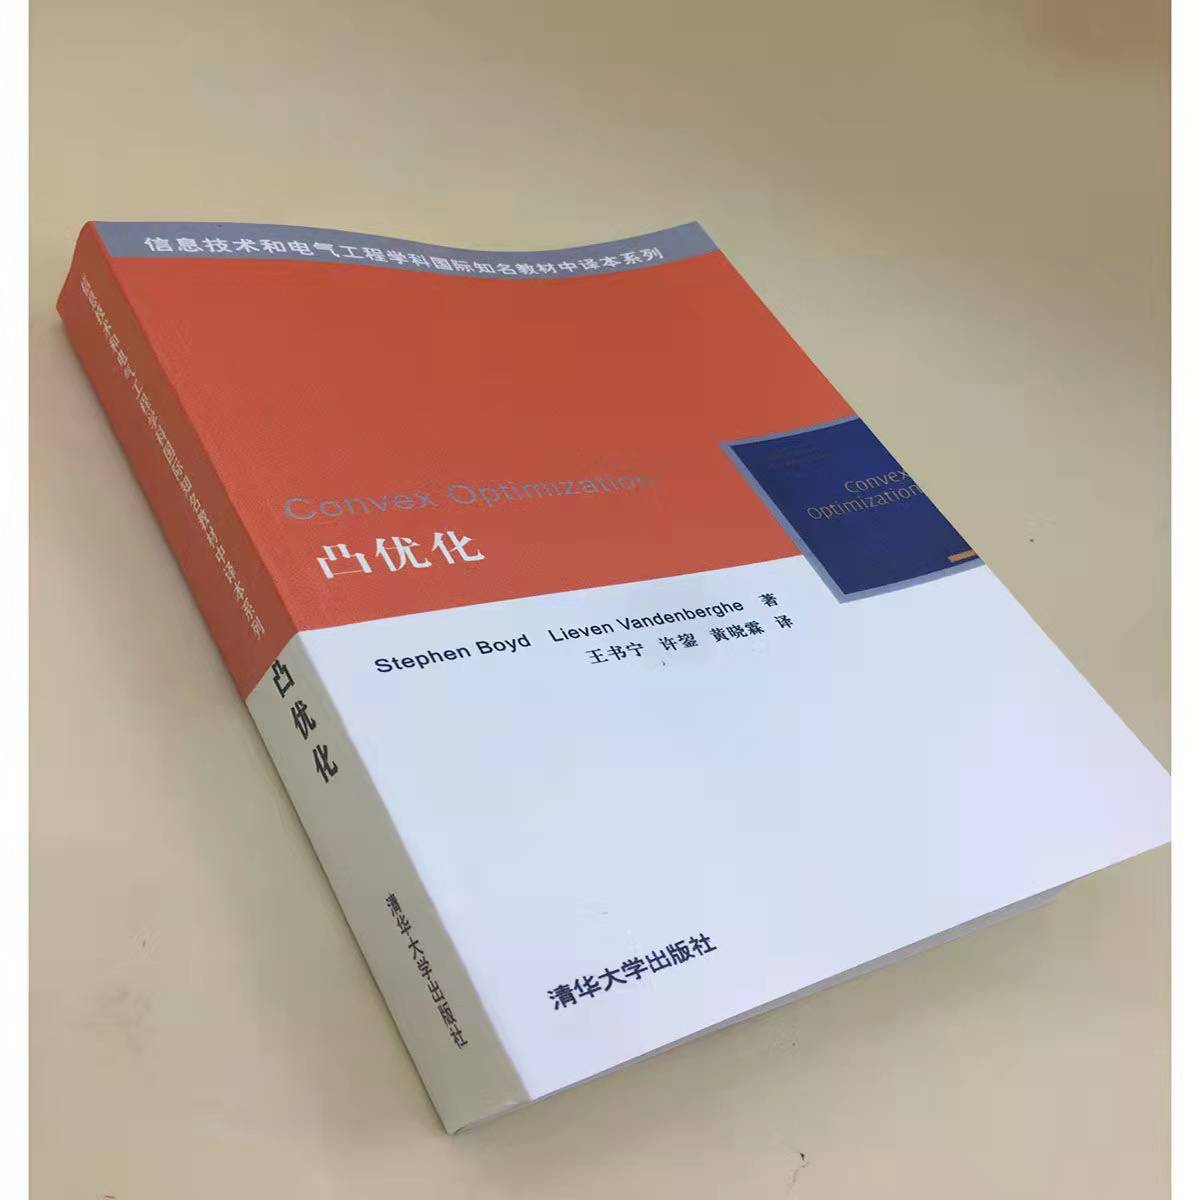 信息技术和电气工程学科国际知名教材中译本系列
Convex Optimization
凸优化
Convex
Optimization
Stephen Boyd Lieven Vandenberghe 著
王书宁 许鋆 黄晓霖 译
清华大学出版社
信息技术和电气工程学科国际知名教材中译本系列
凸优化
清华大学出版社